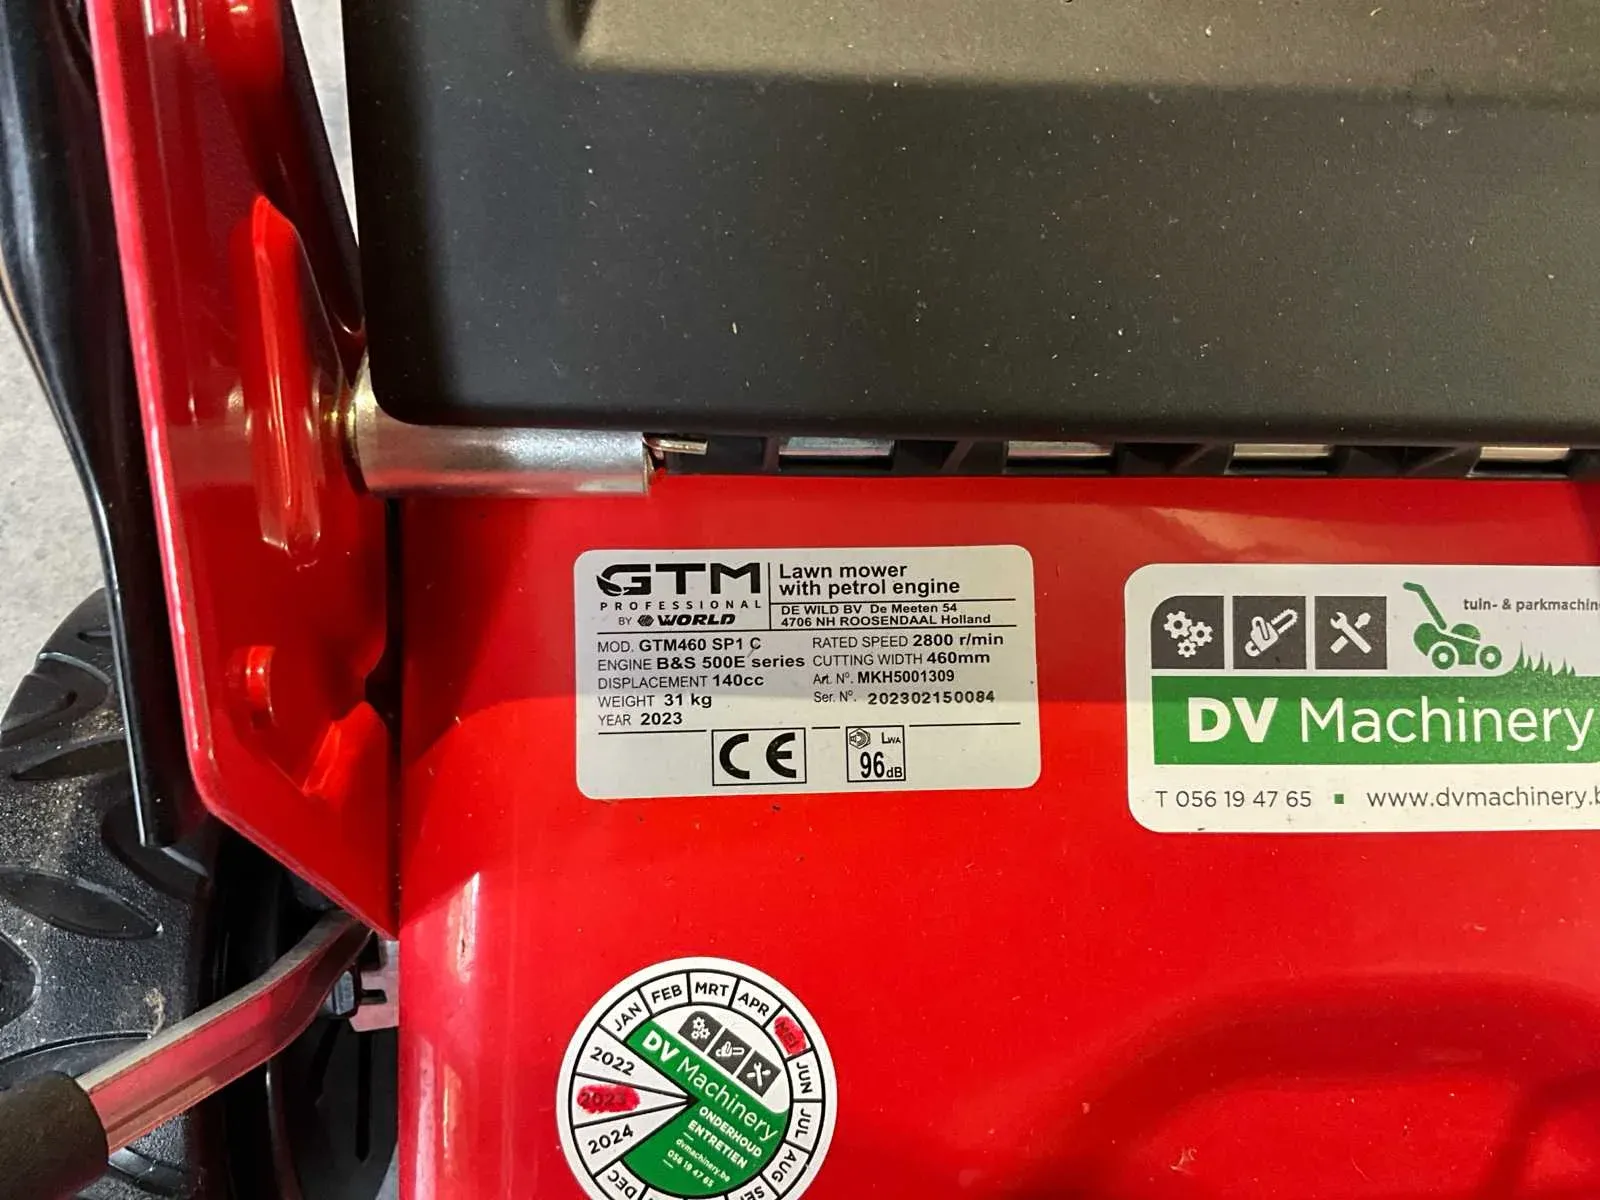 GTM
PROFESSIONAL
BY WORLD
Lawn mower
with petrol engine
DE WILD BV De Meeten 54
4706 NH ROOSENDAAL Holland
MOD. GTM460 SP1 C
ENGINE B&S 500E series
DISPLACEMENT 140cc
WEIGHT 31 kg
YEAR 2023
RATED SPEED 2800 r/min
CUTTING WIDTH 460mm
Art. Nº. MKH5001309
Ser. Nº. 202302150084
CE
LWA
96dB
tuin- & parkmachin
DV Machinery
T 056 19 47 65 ▪ www.dvmachinery.b
JAN FEB MRT APR MEI JUN JUL AUG SEP
DEC
2022
2023
2024
DV Machinery
ONDERHOUD
ENTRETIEN
dvmachinery.be
056 19 47 65